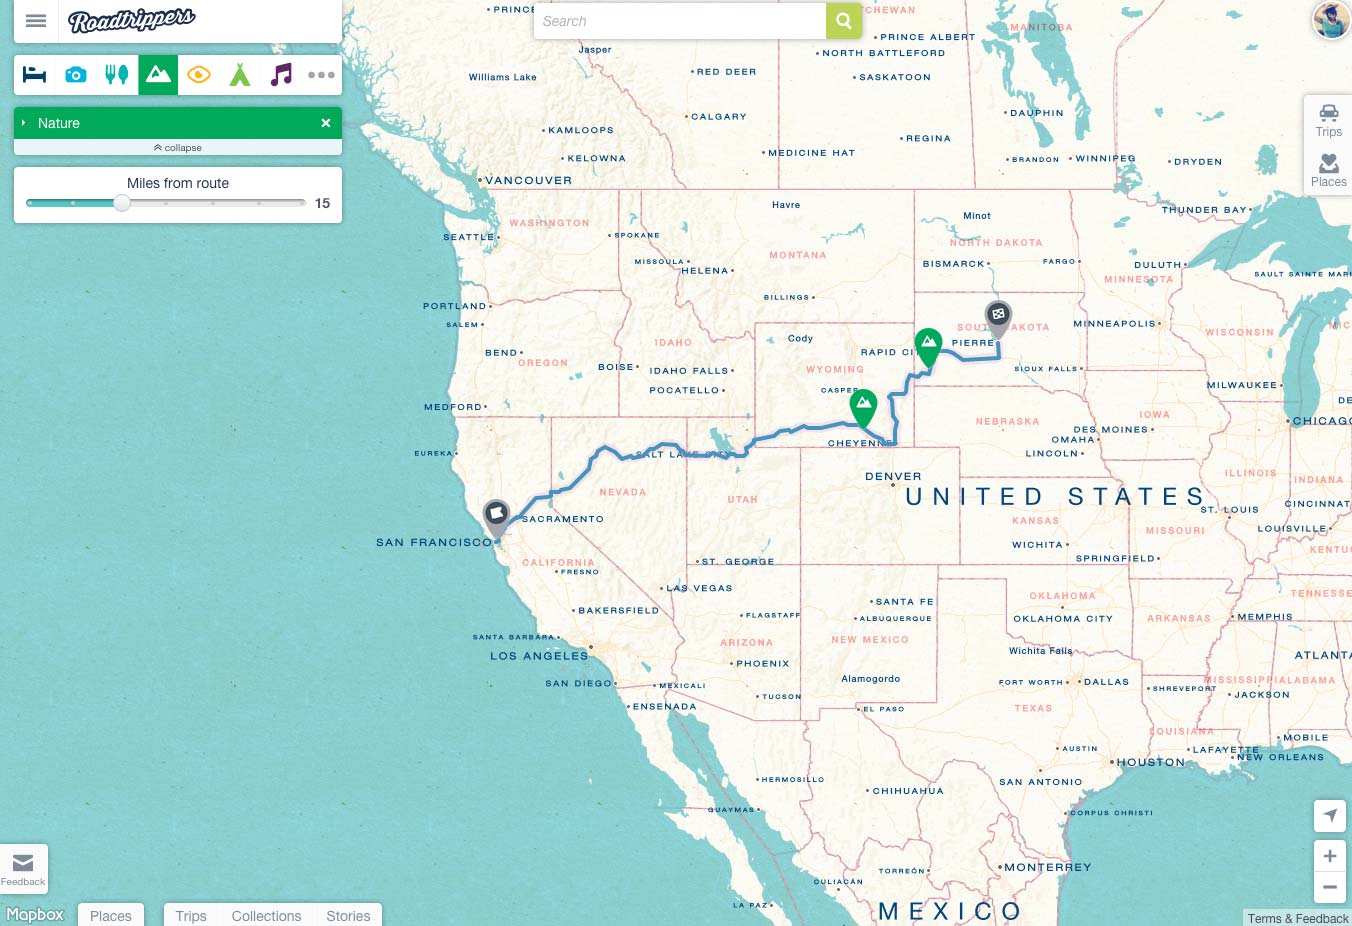 Roadtrippers
Search
Nature
collapse
Miles from route
15
Trips
Places
MANITOBA
Jasper
PRINCE ALBERT
NORTH BATTLEFORD
Williams Lake
RED DEER
SASKATOON
CALGARY
DAUPHIN
KAMLOOPS
REGINA
KELOWNA
MEDICINE HAT
BRANDON
WINNIPEG
DRYDEN
VANCOUVER
Havre
THUNDER BAY
Minot
WASHINGTON
SEATTLE
SPOKANE
NORTH DAKOTA
MONTANA
MISSOULA
HELENA
BISMARCK
FARGO
DULUTH
SAULT SAINTE MARI
MINNESOTA
BILLINGS
PORTLAND
SALEM
SOUTH DAKOTA
MINNEAPOLIS
WISCONSIN
Cody
IDAHO
PIERRE
BEND
OREGON
RAPID CI
BOISE
IDAHO FALLS
WYOMING
SIOUX FALLS
POCATELLO
CASPER
MILWAUKEE
MEDFORD
NEBRASKA
IOWA
CHICAGO
DES MOINES
CHEYENNE
OMAHA
EUREKA
SALT LAKE CITY
LINCOLN
DENVER
ILLINOIS
INDIANA
NEVADA
UTAH
UNITED STATES
CINCINNAT
ST. LOUIS
SACRAMENTO
KANSAS
MISSOURI
LOUISVILLE
SAN FRANCISCO
WICHITA
KENTU
CALIFORNIA
ST. GEORGE
SPRINGFIELD
FRESNO
LAS VEGAS
OKLAHOMA
TENNESSE
BAKERSFIELD
SANTA FE
FLAGSTAFF
ALBUQUERQUE
OKLAHOMA CITY
ARKANSAS
MEMPHIS
SANTA BARBARA
ARIZONA
NEW MEXICO
LOS ANGELES
Wichita Falls
ATLANTA
PHOENIX
SAN DIEGO
MEXICALI
Alamogordo
FORT WORTH
DALLAS
MISSISSIPPI
ALABAMA
SHREVEPORT
JACKSON
TUCSON
ENSENADA
EL PASO
TEXAS
LOUISIANA
MOBILE
AUSTIN
LAFAYETTE
NEW ORLEANS
HOUSTON
HERMOSILLO
SAN ANTONIO
CHIHUAHUA
GUAYMAS
CORPUS CHRISTI
MONTERREY
TORREÓN
CULIACÁN
LA PAZ
MEXICO
Feedback
Mapbox
Places
Trips
Collections
Stories
Terms & Feedback